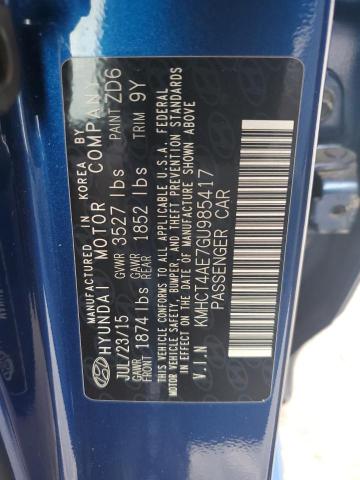 MANUFACTURED IN KOREA BY
HYUNDAI MOTOR COMPANY
JUL/23/15 GVWR 3527 lbs PAINT ZD6
GAWR FRONT 1874 lbs GAWR REAR 1852 lbs TRIM 9Y
THIS VEHICLE CONFORMS TO ALL APPLICABLE U.S.A. FEDERAL
MOTOR VEHICLE SAFETY, BUMPER, AND THEFT PREVENTION STANDARDS
IN EFFECT ON THE DATE OF MANUFACTURE SHOWN ABOVE
V.I.N KMHCT4AE7GU985417
PASSENGER CAR